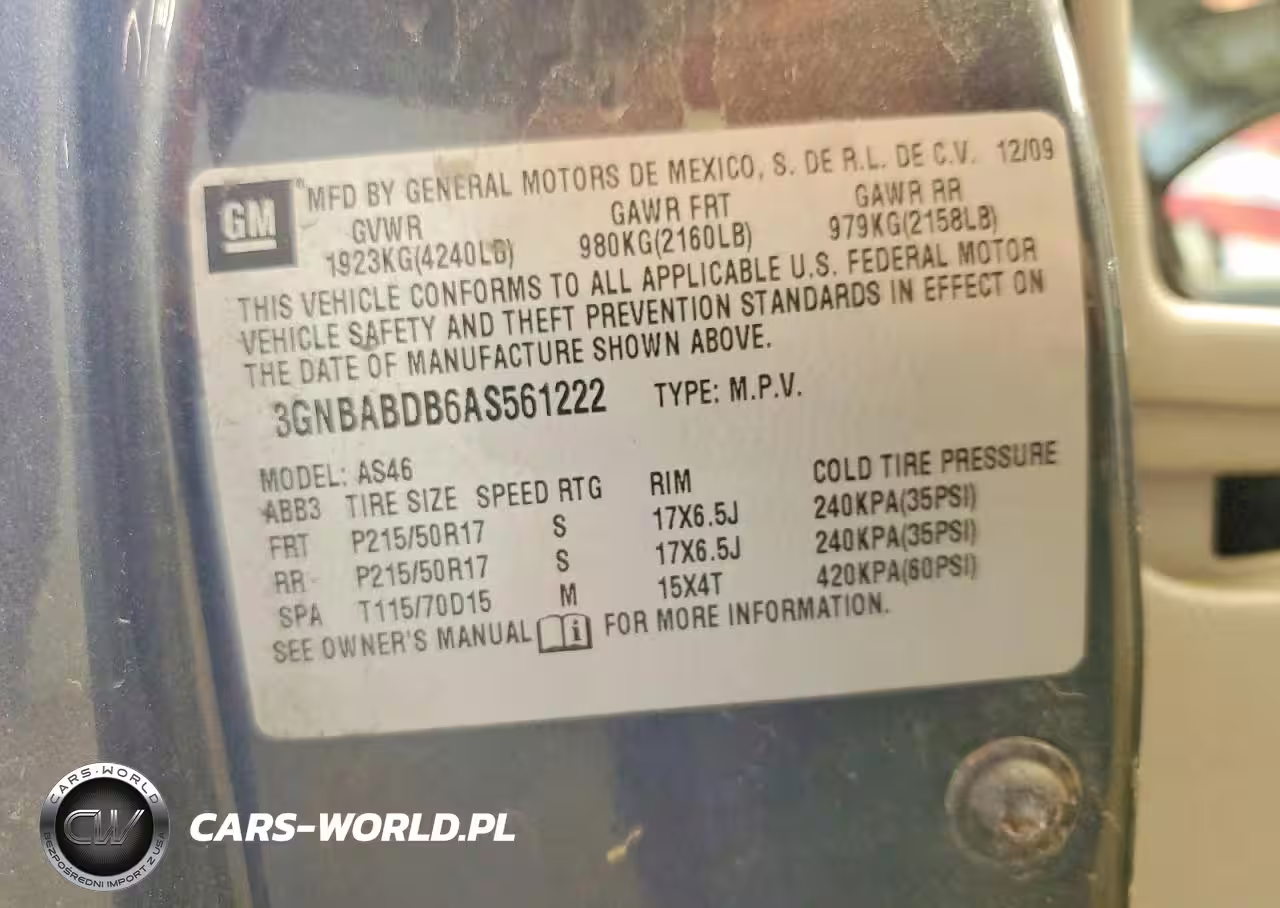 GM
® MFD BY GENERAL MOTORS DE MEXICO, S. DE R.L. DE C.V. 12/09
GVWR GAWR FRT GAWR RR
1923KG(4240LB) 980KG(2160LB) 979KG(2158LB)
THIS VEHICLE CONFORMS TO ALL APPLICABLE U.S. FEDERAL MOTOR
VEHICLE SAFETY AND THEFT PREVENTION STANDARDS IN EFFECT ON
THE DATE OF MANUFACTURE SHOWN ABOVE.
3GNBABDB6AS561222 TYPE: M.P.V.
MODEL: AS46
ABB3 TIRE SIZE SPEED RTG RIM COLD TIRE PRESSURE
FRT P215/50R17 S 17X6.5J 240KPA(35PSI)
RR P215/50R17 S 17X6.5J 240KPA(35PSI)
SPA T115/70D15 M 15X4T 420KPA(60PSI)
SEE OWNER'S MANUAL i FOR MORE INFORMATION.
CARS-WORLD
CW
BEZPOŚREDNI IMPORT Z USA
CARS-WORLD.PL